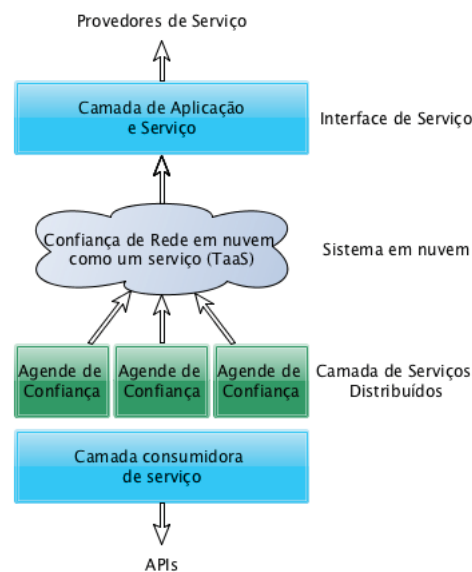 Provedores de Serviço
Camada de Aplicação
e Serviço
Interface de Serviço
Confiança de Rede em nuvem
como um serviço (TaaS)
Sistema em nuvem
Agende de
Confiança
Agende de
Confiança
Agende de
Confiança
Camada de Serviços
Distribuídos
Camada consumidora
de serviço
APIs